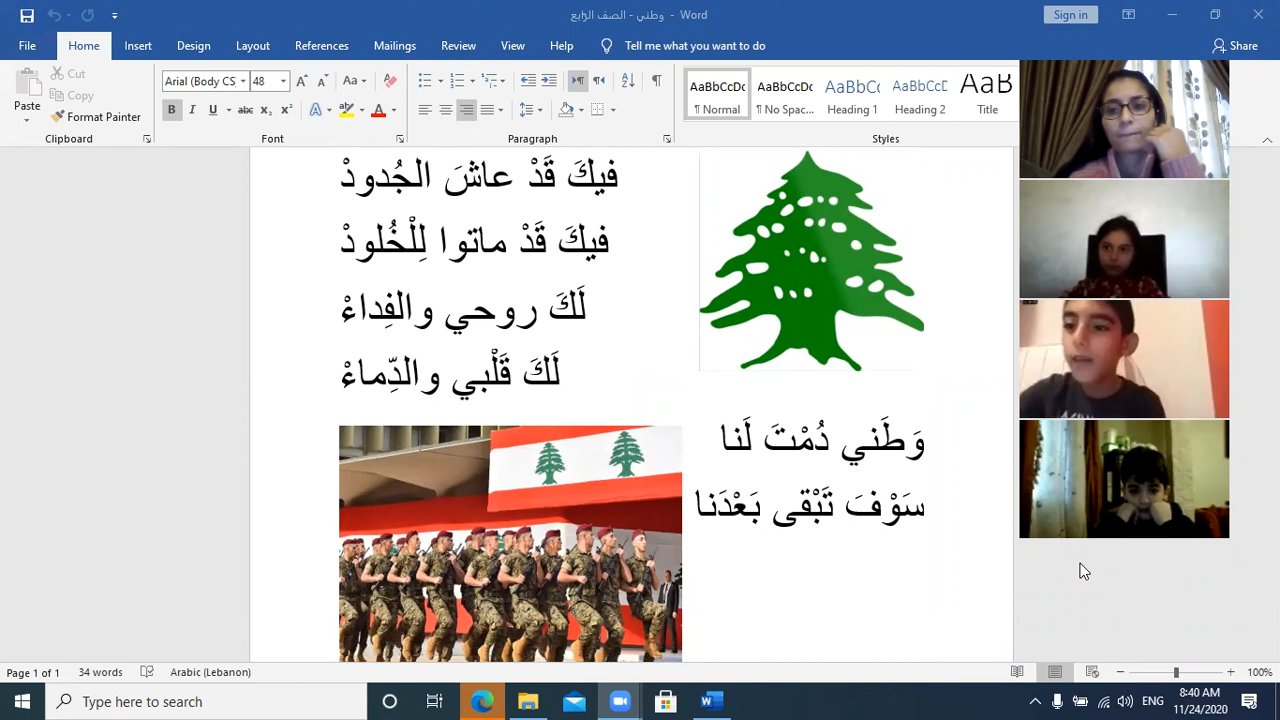 وطني - الصف الرابع - Word
Sign in
File Home Insert Design Layout References Mailings Review View Help Tell me what you want to do Share
Paste
Cut
Copy
Format Painter
Arial (Body CS 48
Clipboard Font Paragraph Styles
AaBbCcDc AaBbCcDc AaBbCc AaBbCcD AaB
¶ Normal ¶ No Spac... Heading 1 Heading 2 Title
فيكَ قَدْ عاشَ الجُدودْ
فيكَ قَدْ ماتوا لِلْخُلودْ
لَكَ روحي والفِداءْ
لَكَ قَلْبي والدِّماءْ
وَطَني دُمْتَ لَنا
سَوْفَ تَبْقى بَعْدَنا
Page 1 of 1 34 words Arabic (Lebanon) 100%
Type here to search ENG 8:40 AM
11/24/2020